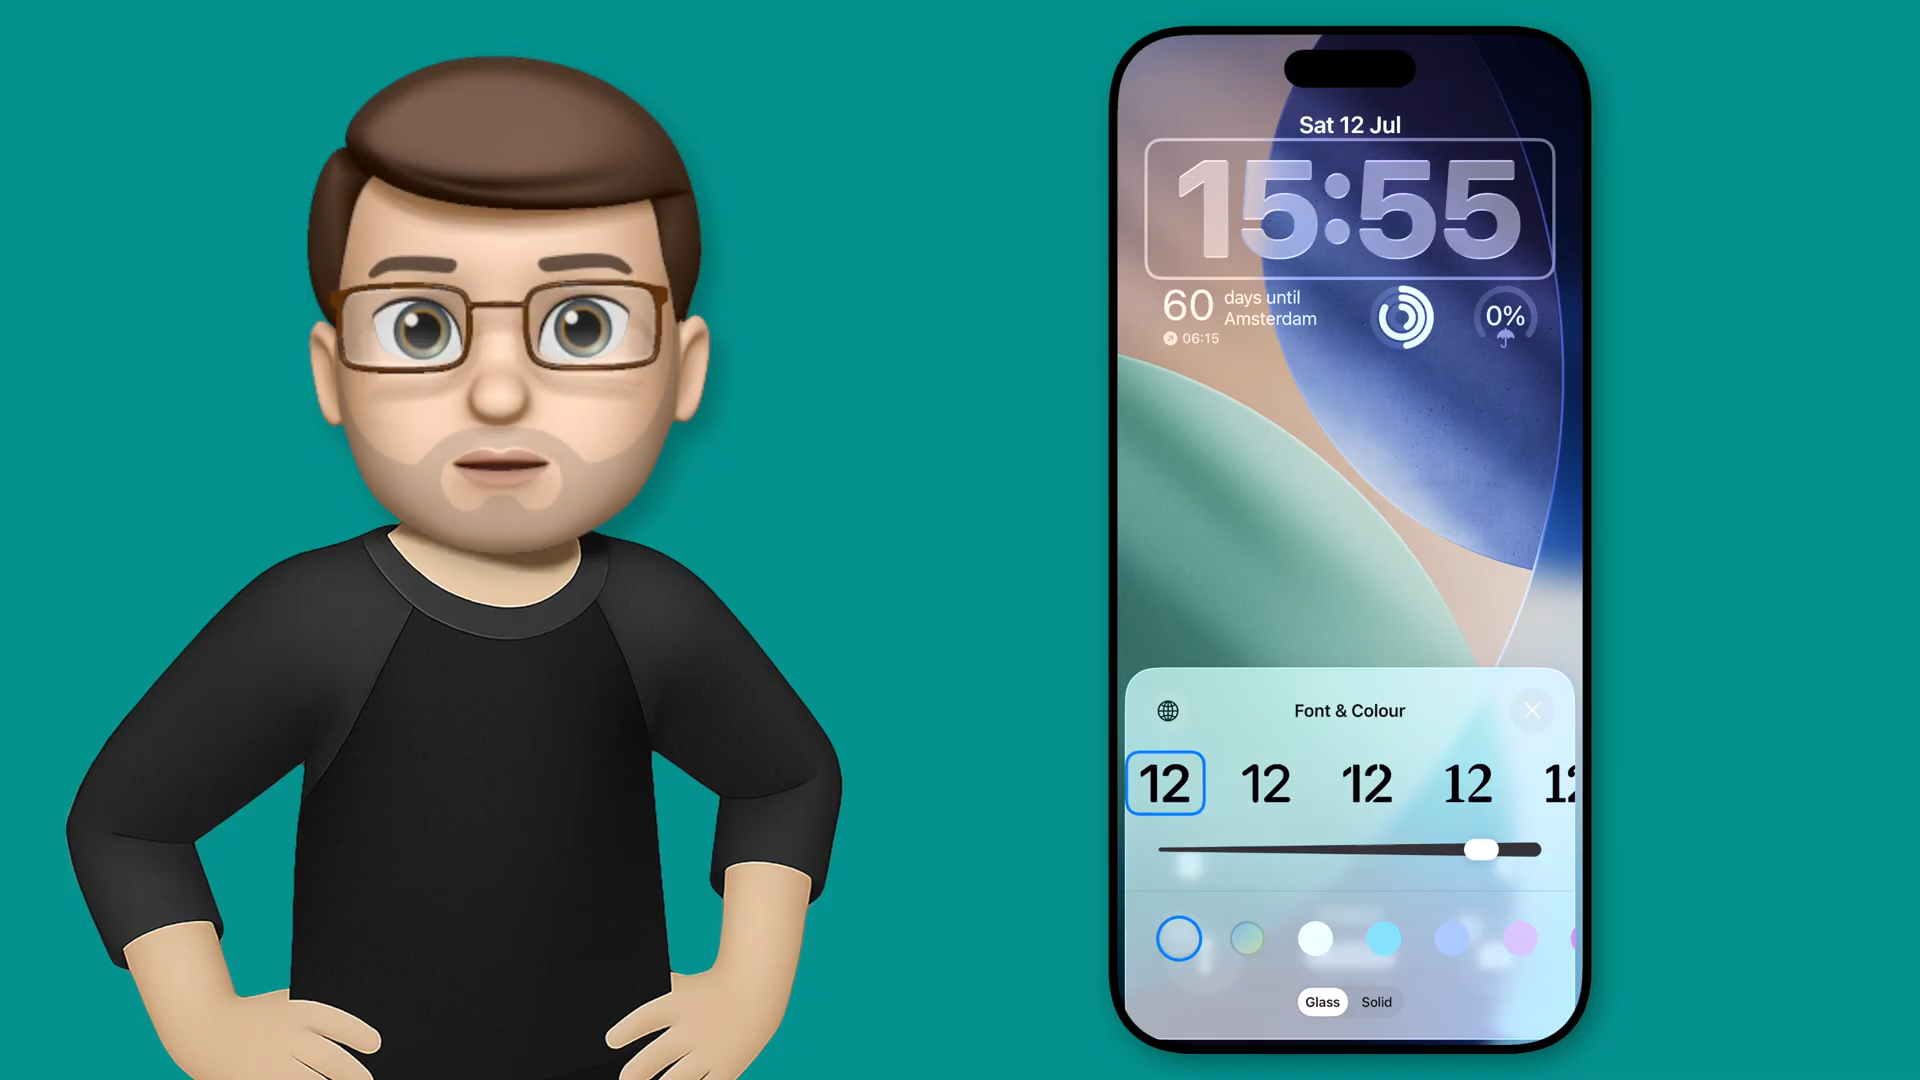 Sat 12 Jul
15:55
60 days until
Amsterdam
06:15
0%
Font & Colour
12 12 12 12 12
Glass Solid